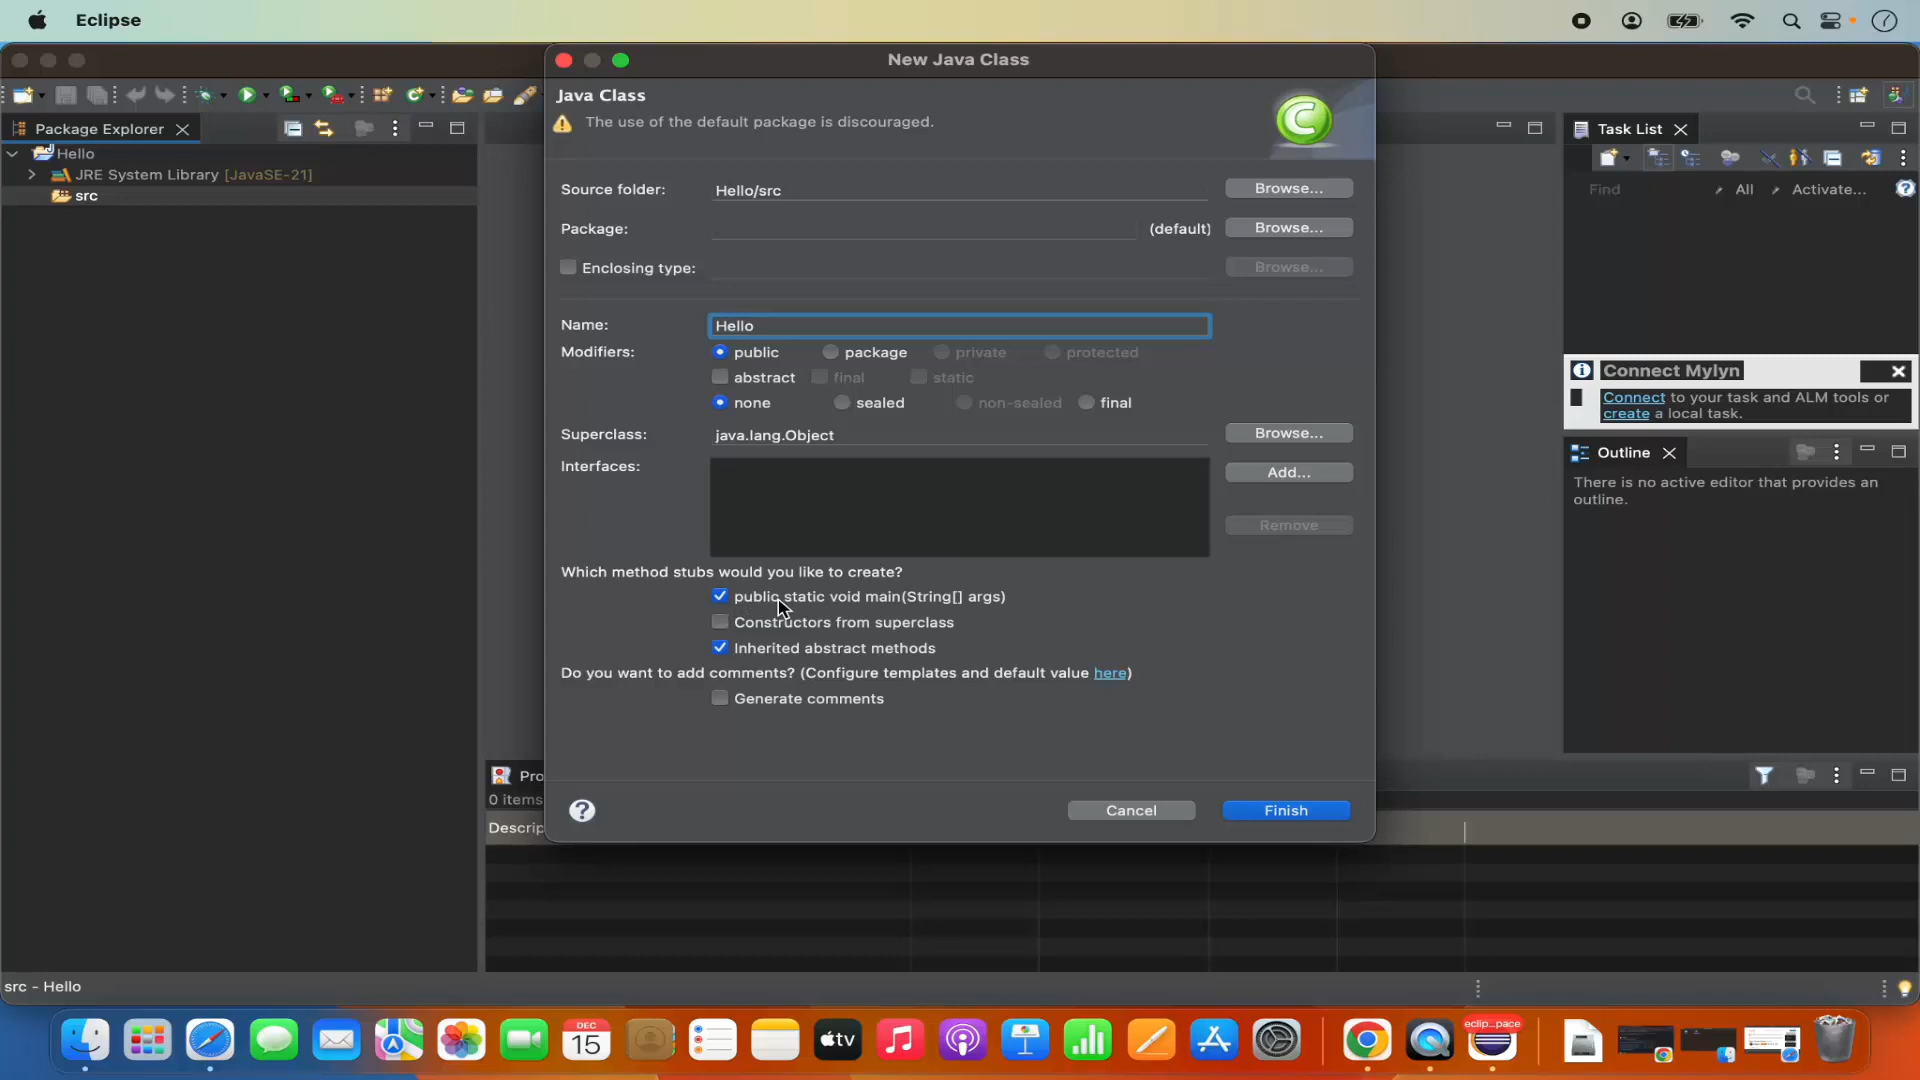 Eclipse
New Java Class
Java Class
The use of the default package is discouraged.
Package Explorer
Hello
JRE System Library [JavaSE-21]
src
Source folder:
Hello/src
Browse...
Package:
(default)
Browse...
Enclosing type:
Browse...
Name:
Hello
Modifiers:
public
package
private
protected
abstract
final
static
none
sealed
non-sealed
final
Superclass:
java.lang.Object
Browse...
Interfaces:
Add...
Remove
Which method stubs would you like to create?
public static void main(String[] args)
Constructors from superclass
Inherited abstract methods
Do you want to add comments? (Configure templates and default value here)
Generate comments
Cancel
Finish
Task List
Find
All
Activate...
Connect Mylyn
Connect to your task and ALM tools or
create a local task.
Outline
There is no active editor that provides an
outline.
Pro
0 items
Descrip
src - Hello
DEC
15
tv
eclip...pace